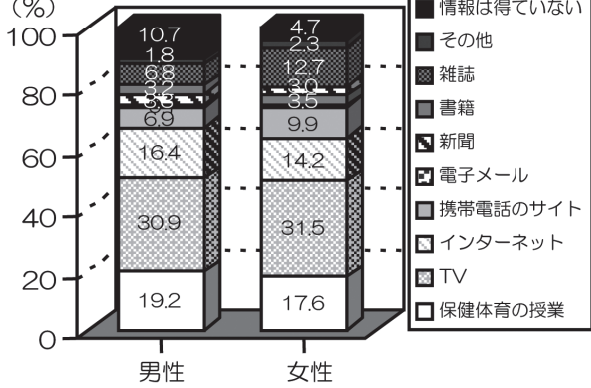 (%)
100
80
60
40
20
0
10.7
1.8
6.8
3.2
6.9
16.4
30.9
19.2
男性
4.7
2.3
12.7
3.0
3.5
9.9
14.2
31.5
17.6
女性
情報は得ていない
その他
雑誌
書籍
新聞
電子メール
携帯電話のサイト
インターネット
TV
保健体育の授業